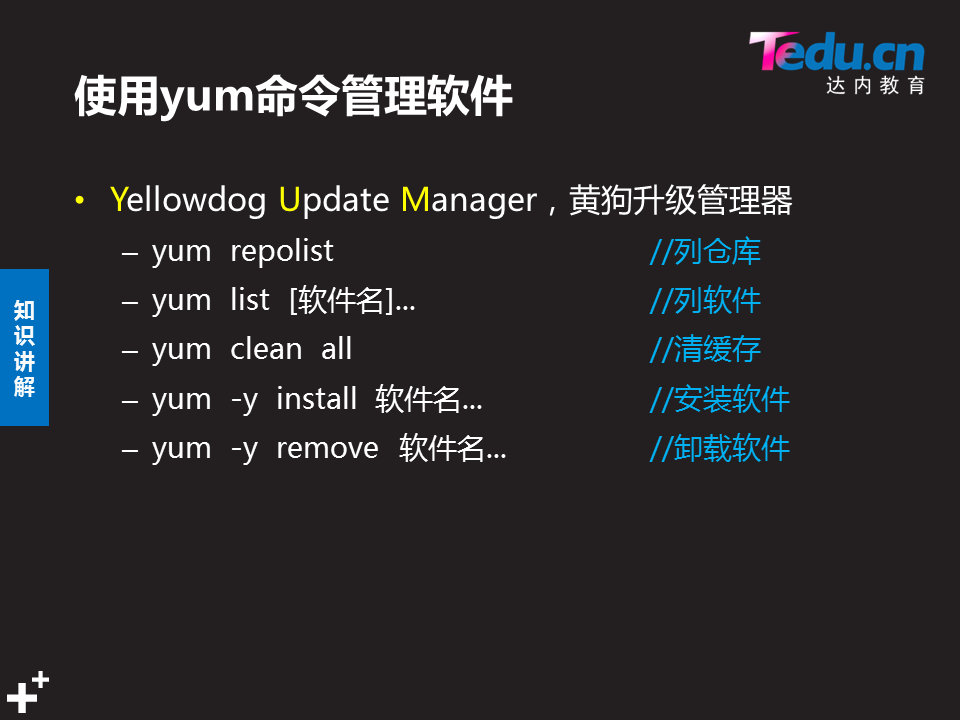 Tedu.cn
达内教育
使用yum命令管理软件
• Yellowdog Update Manager，黄狗升级管理器
– yum repolist //列仓库
– yum list [软件名]... //列软件
– yum clean all //清缓存
– yum -y install 软件名... //安装软件
– yum -y remove 软件名... //卸载软件
知识讲解